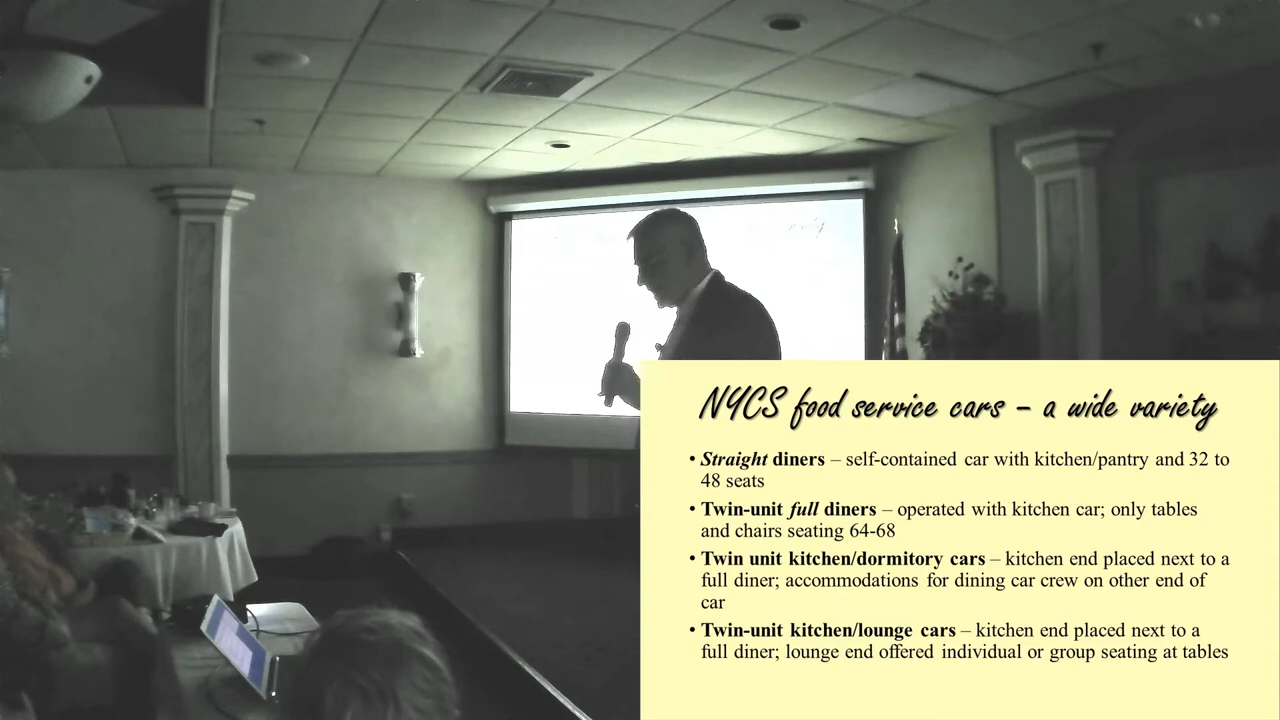 NYCS food service cars – a wide variety
• Straight diners – self-contained car with kitchen/pantry and 32 to
48 seats
• Twin-unit full diners – operated with kitchen car; only tables
and chairs seating 64-68
• Twin unit kitchen/dormitory cars – kitchen end placed next to a
full diner; accommodations for dining car crew on other end of
car
• Twin-unit kitchen/lounge cars – kitchen end placed next to a
full diner; lounge end offered individual or group seating at tables